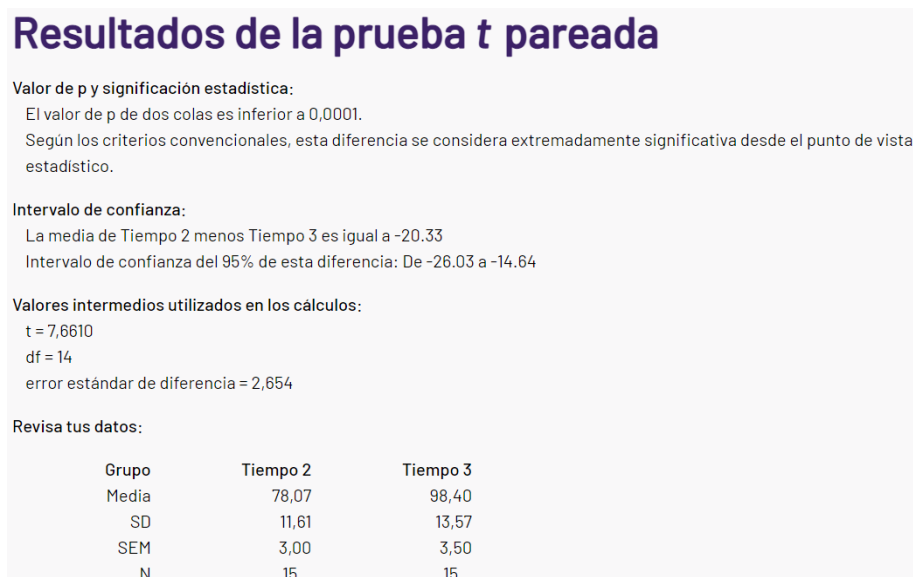 Resultados de la prueba t pareada
Valor de p y significación estadística:
El valor de p de dos colas es inferior a 0,0001.
Según los criterios convencionales, esta diferencia se considera extremadamente significativa desde el punto de vista
estadístico.
Intervalo de confianza:
La media de Tiempo 2 menos Tiempo 3 es igual a -20.33
Intervalo de confianza del 95% de esta diferencia: De -26.03 a -14.64
Valores intermedios utilizados en los cálculos:
t = 7,6610
df = 14
error estándar de diferencia = 2,654
Revisa tus datos:
Grupo Tiempo 2 Tiempo 3
Media 78,07 98,40
SD 11,61 13,57
SEM 3,00 3,50
N 15 15